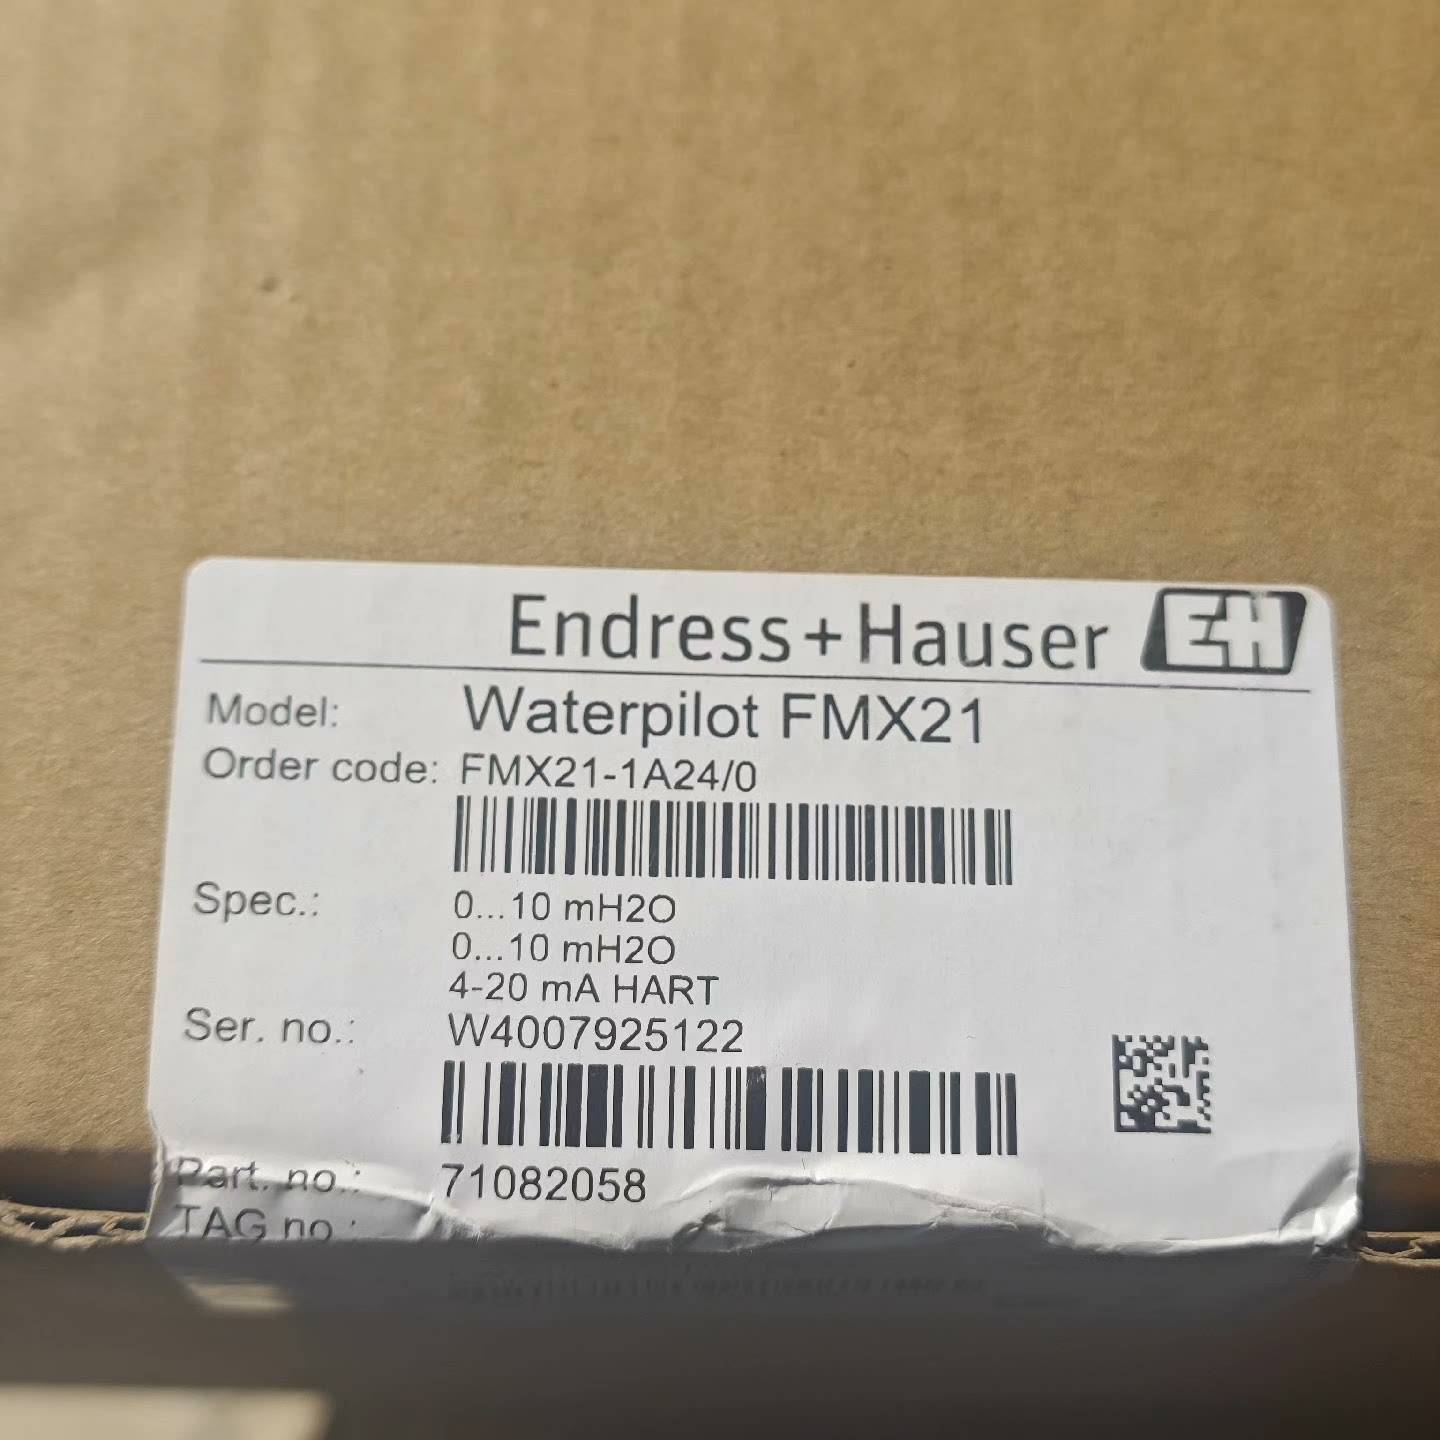 Endress+Hauser EH
Model: Waterpilot FMX21
Order code: FMX21-1A24/0
Spec.: 0...10 mH2O
0...10 mH2O
4-20 mA HART
Ser. no.: W4007925122
Part. no.: 71082058
TAG no.: